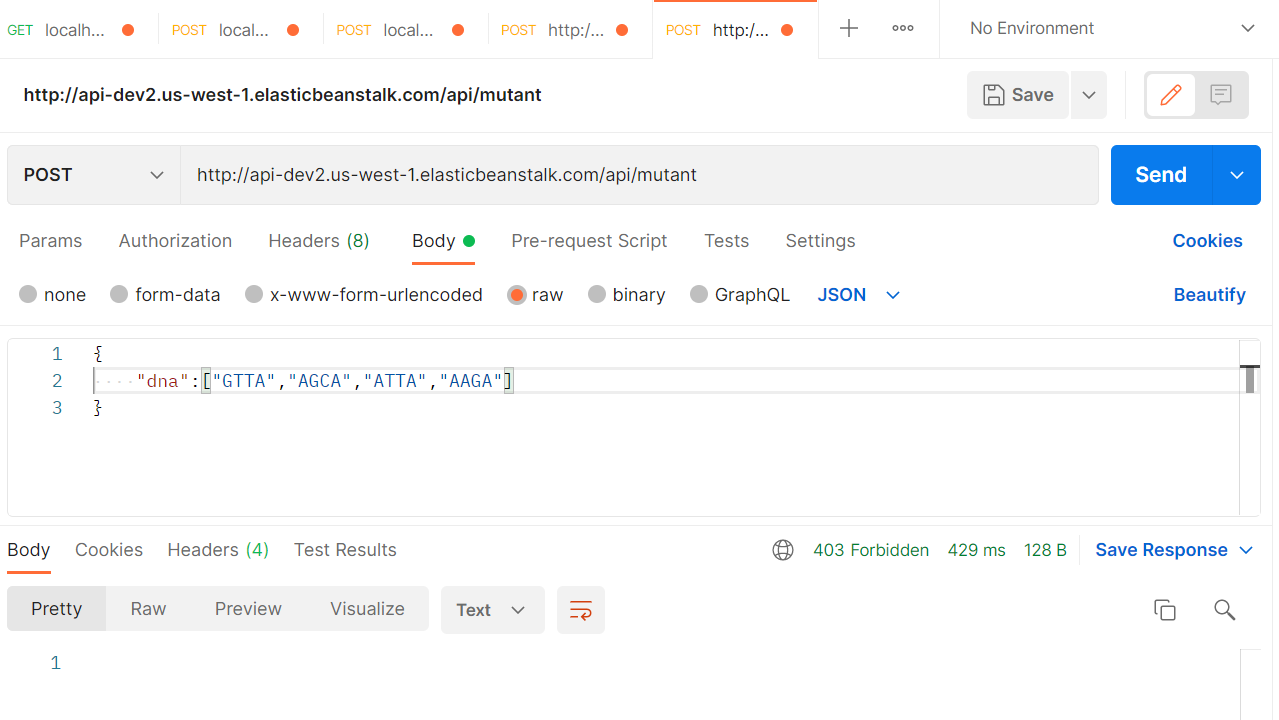 GET localh... POST local... POST local... POST http:/... POST http:/... No Environment
http://api-dev2.us-west-1.elasticbeanstalk.com/api/mutant Save
POST http://api-dev2.us-west-1.elasticbeanstalk.com/api/mutant Send
Params Authorization Headers (8) Body Pre-request Script Tests Settings Cookies
none form-data x-www-form-urlencoded raw binary GraphQL JSON Beautify
1 {
2 "dna":["GTTA","AGCA","ATTA","AAGA"]
3 }
Body Cookies Headers (4) Test Results 403 Forbidden 429 ms 128 B Save Response
Pretty Raw Preview Visualize Text
1